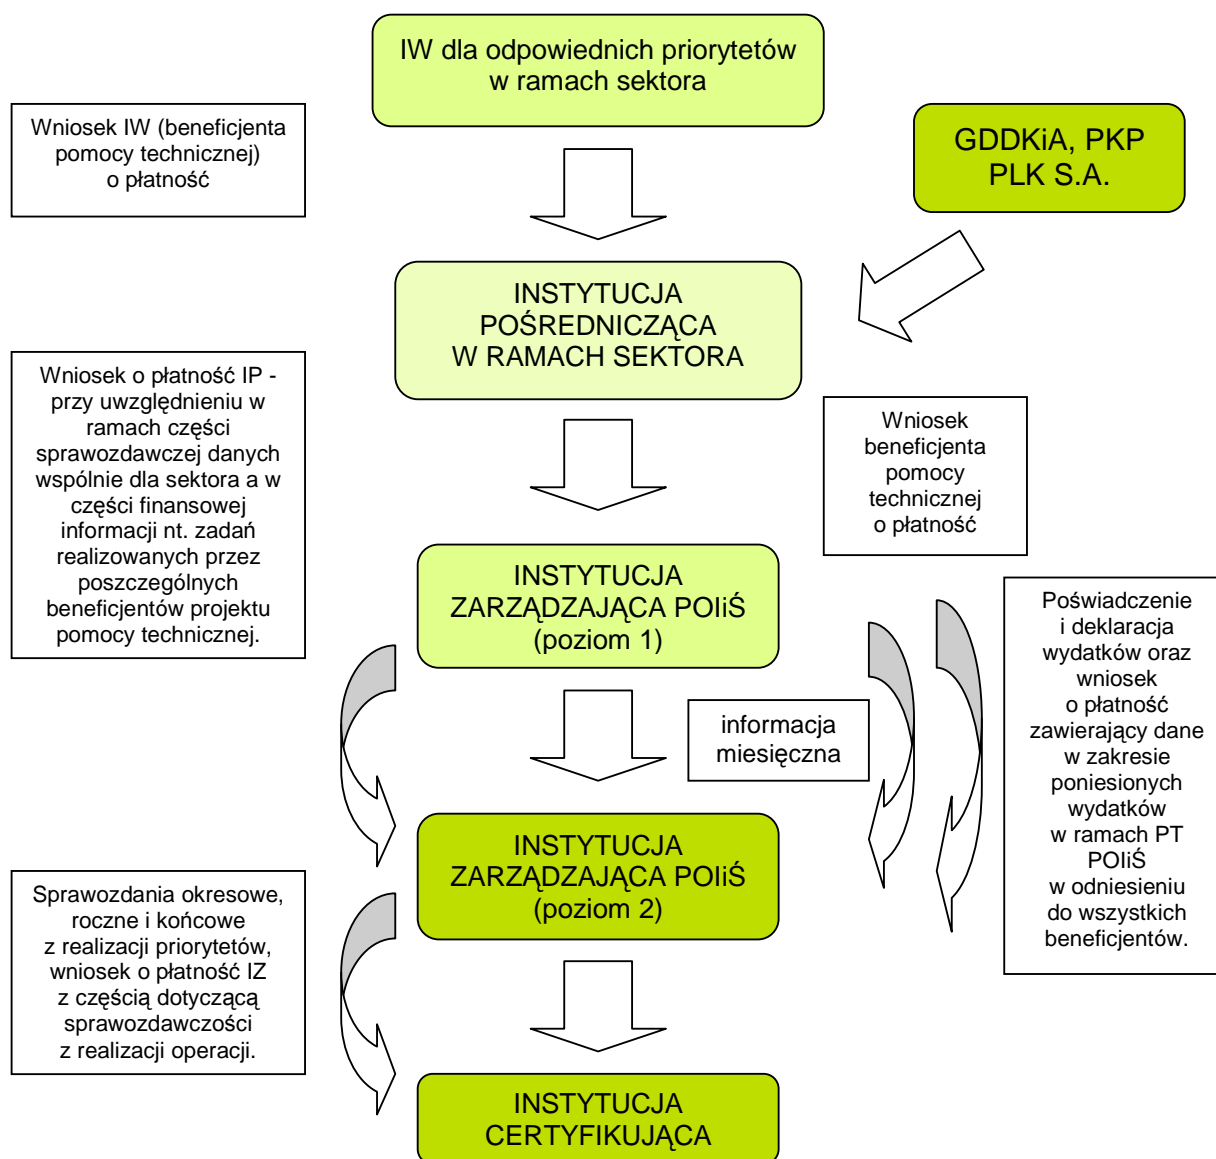 IW dla odpowiednich priorytetów
w ramach sektora
Wniosek IW (beneficjenta
pomocy technicznej)
o płatność
GDDKiA, PKP
PLK S.A.
INSTYTUCJA
POŚREDNICZĄCA
W RAMACH SEKTORA
Wniosek o płatność IP -
przy uwzględnieniu w
ramach części
sprawozdawczej danych
wspólnie dla sektora a w
części finansowej
informacji nt. zadań
realizowanych przez
poszczególnych
beneficjentów projektu
pomocy technicznej.
Wniosek
beneficjenta
pomocy
technicznej
o płatność
INSTYTUCJA
ZARZĄDZAJĄCA POIiŚ
(poziom 1)
Poświadczenie
i deklaracja
wydatków oraz
wniosek
o płatność
zawierający dane
w zakresie
poniesionych
wydatków
w ramach PT
POIiŚ
w odniesieniu
do wszystkich
beneficjentów.
informacja
miesięczna
INSTYTUCJA
ZARZĄDZAJĄCA POIiŚ
(poziom 2)
Sprawozdania okresowe,
roczne i końcowe
z realizacji priorytetów,
wniosek o płatność IZ
z częścią dotyczącą
sprawozdawczości
z realizacji operacji.
INSTYTUCJA
CERTYFIKUJĄCA